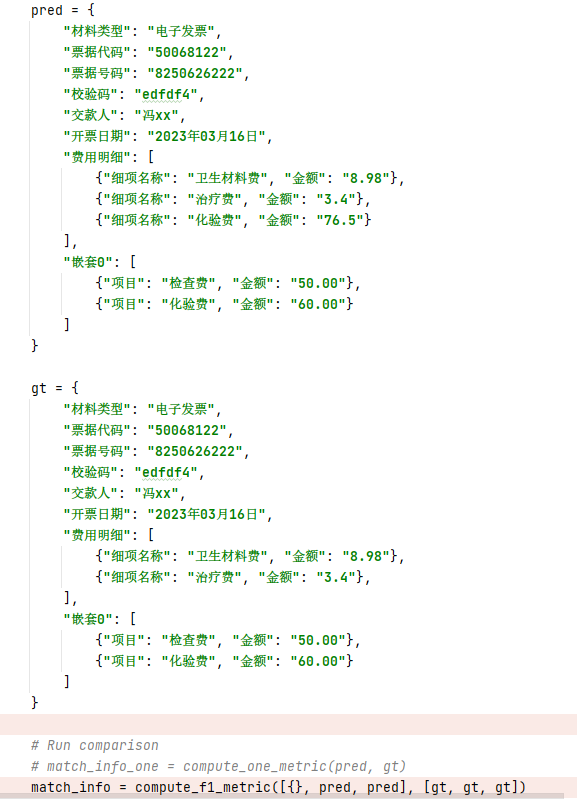 pred = {
    "材料类型": "电子发票",
    "票据代码": "50068122",
    "票据号码": "8250626222",
    "校验码": "edfdf4",
    "交款人": "冯xx",
    "开票日期": "2023年03月16日",
    "费用明细": [
        {"细项名称": "卫生材料费", "金额": "8.98"},
        {"细项名称": "治疗费", "金额": "3.4"},
        {"细项名称": "化验费", "金额": "76.5"}
    ],
    "嵌套0": [
        {"项目": "检查费", "金额": "50.00"},
        {"项目": "化验费", "金额": "60.00"}
    ]
}
gt = {
    "材料类型": "电子发票",
    "票据代码": "50068122",
    "票据号码": "8250626222",
    "校验码": "edfdf4",
    "交款人": "冯xx",
    "开票日期": "2023年03月16日",
    "费用明细": [
        {"细项名称": "卫生材料费", "金额": "8.98"},
        {"细项名称": "治疗费", "金额": "3.4"},
    ],
    "嵌套0": [
        {"项目": "检查费", "金额": "50.00"},
        {"项目": "化验费", "金额": "60.00"}
    ]
}
# Run comparison
# match_info_one = compute_one_metric(pred, gt)
match_info = compute_f1_metric([{}, pred, pred], [gt, gt, gt])